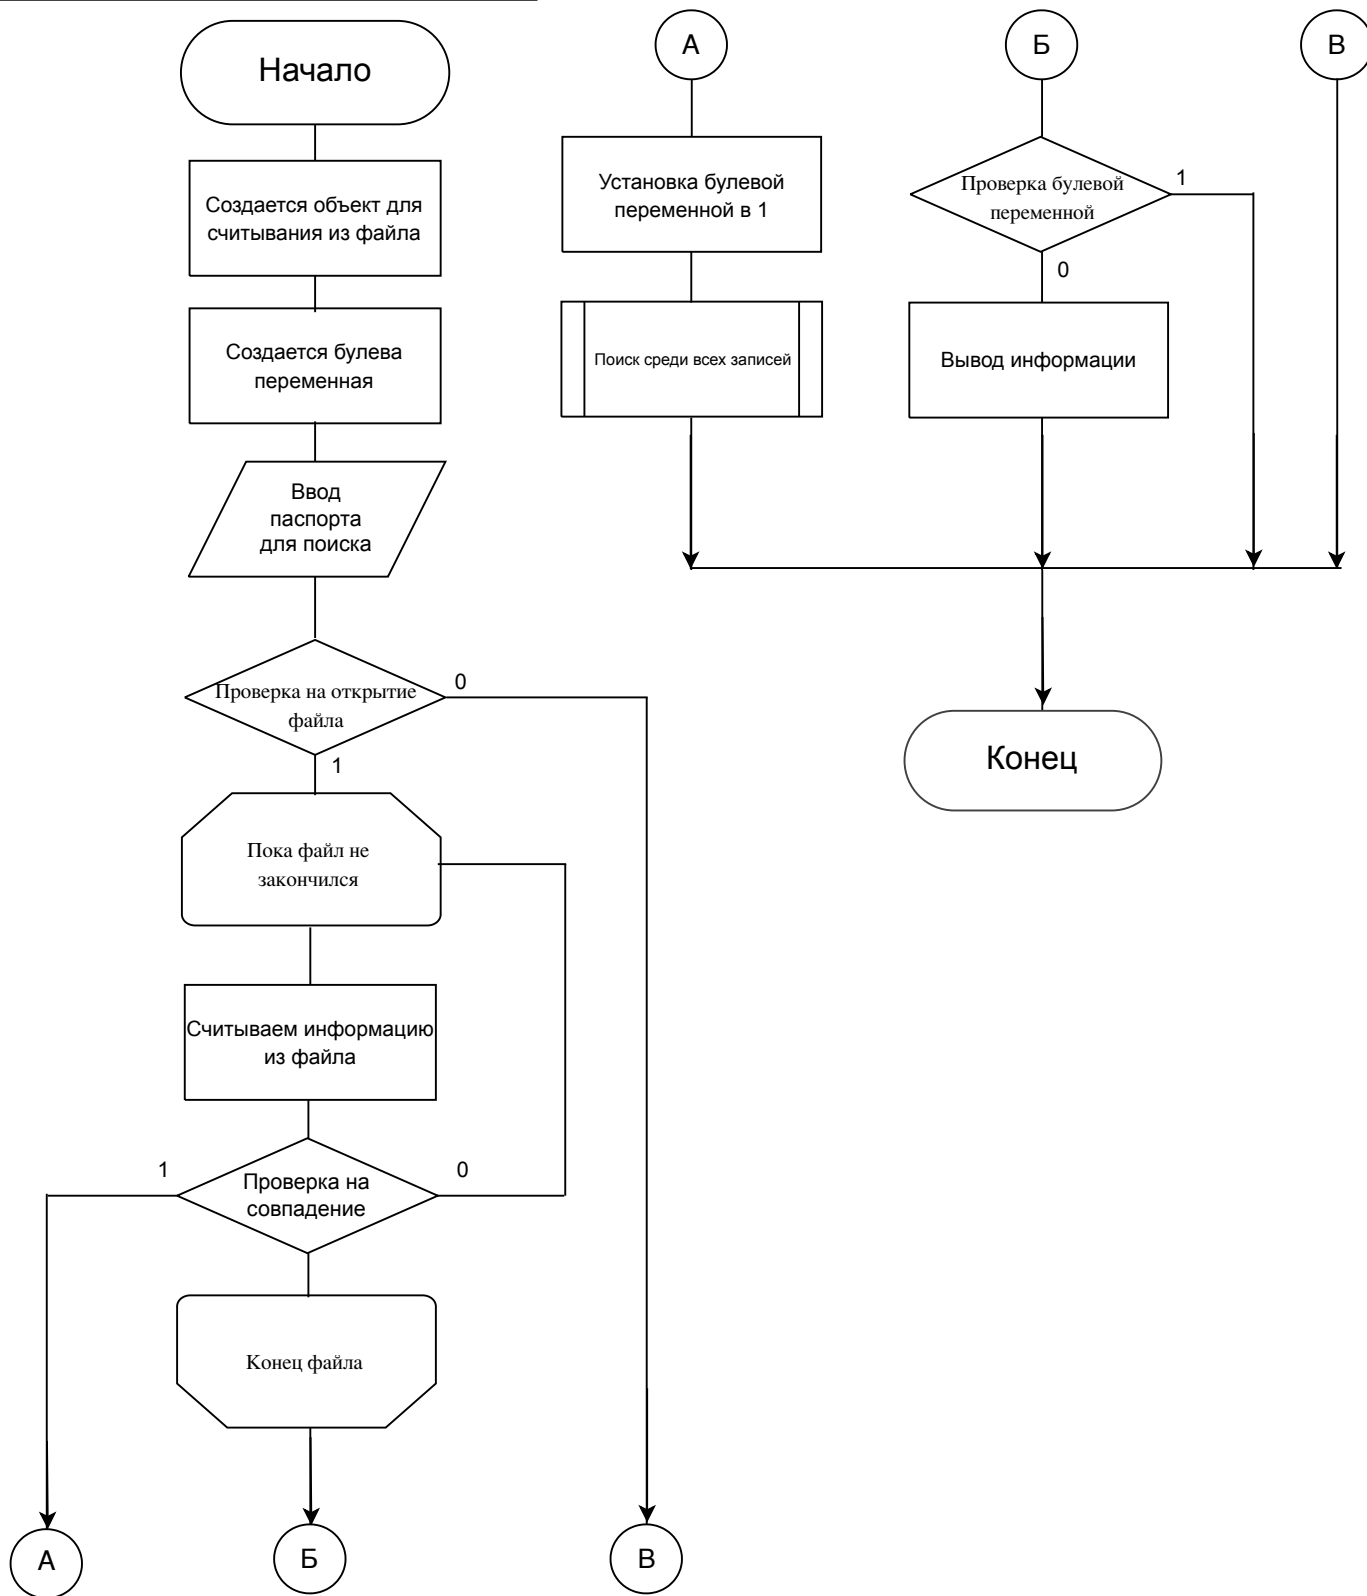 Начало
Создается объект для
считывания из файла
Создается булева
переменная
Ввод
паспорта
для поиска
Проверка на открытие
файла
0
1
Пока файл не
закончился
Считываем информацию
из файла
1
0
Проверка на
совпадение
Конец файла
А
Б
В
А
Установка булевой
переменной в 1
Поиск среди всех записей
Б
Проверка булевой
переменной
1
0
Вывод информации
В
Конец